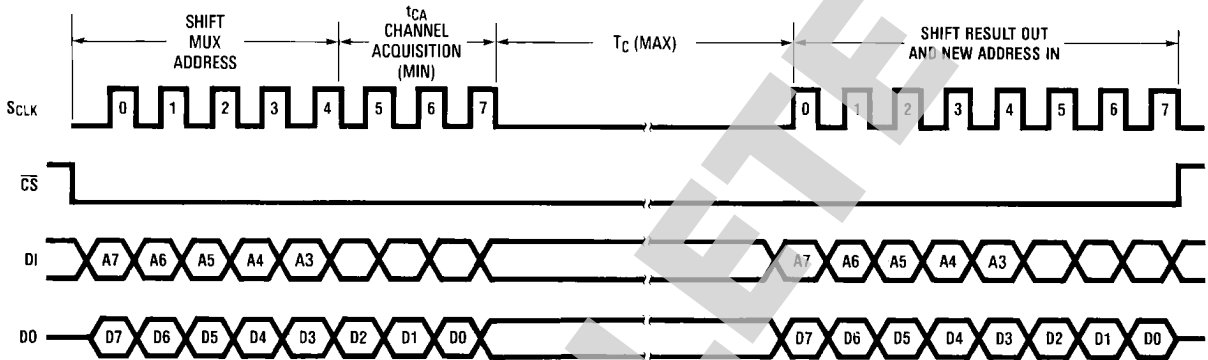 SHIFT
MUX
ADDRESS
tCA
CHANNEL
ACQUISITION
(MIN)
TC (MAX)
SHIFT RESULT OUT
AND NEW ADDRESS IN
SCLK 0 1 2 3 4 5 6 7 0 1 2 3 4 5 6 7
CS
DI A7 A6 A5 A4 A3 A7 A6 A5 A4 A3
DO D7 D6 D5 D4 D3 D2 D1 D0 D7 D6 D5 D4 D3 D2 D1 D0
LETE